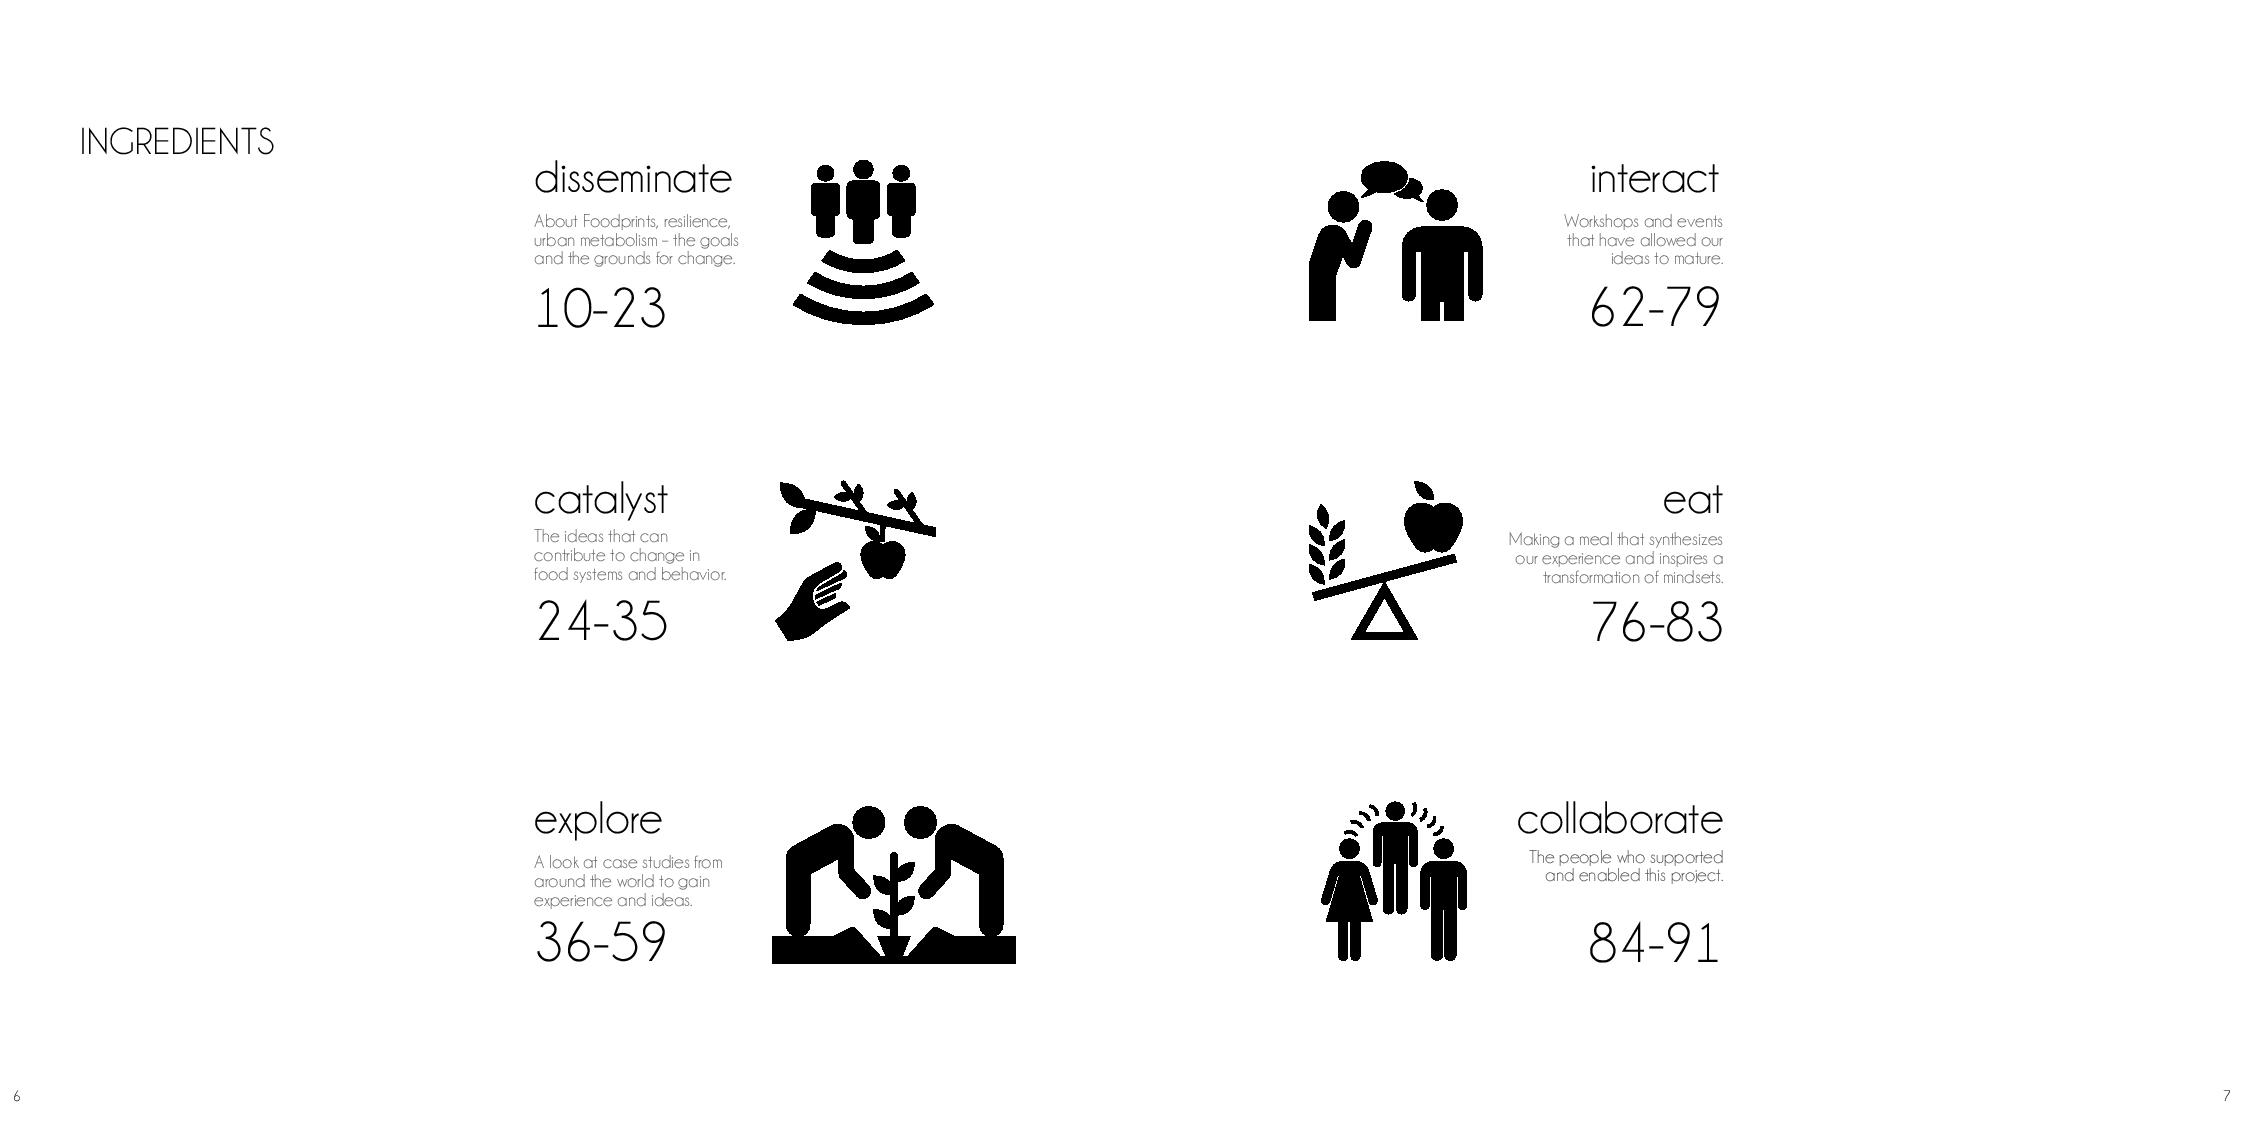 INGREDIENTS
disseminate
About Foodprints, resilience,
urban metabolism - the goals
and the grounds for change.
10-23
catalyst
The ideas that can
contribute to change in
food systems and behavior.
24-35
explore
A look at case studies from
around the world to gain
experience and ideas.
36-59
interact
Workshops and events
that have allowed our
ideas to mature.
62-79
eat
Making a meal that synthesizes
our experience and inspires a
transformation of mindsets.
76-83
collaborate
The people who supported
and enabled this project.
84-91
6
7